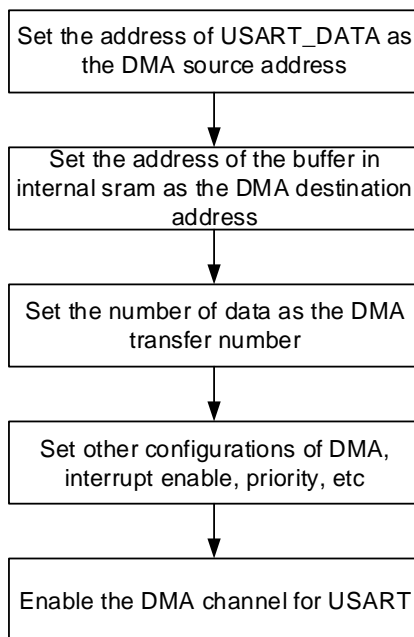 Set the address of USART_DATA as
the DMA source address
Set the address of the buffer in
internal sram as the DMA destination
address
Set the number of data as the DMA
transfer number
Set other configurations of DMA,
interrupt enable, priority, etc
Enable the DMA channel for USART